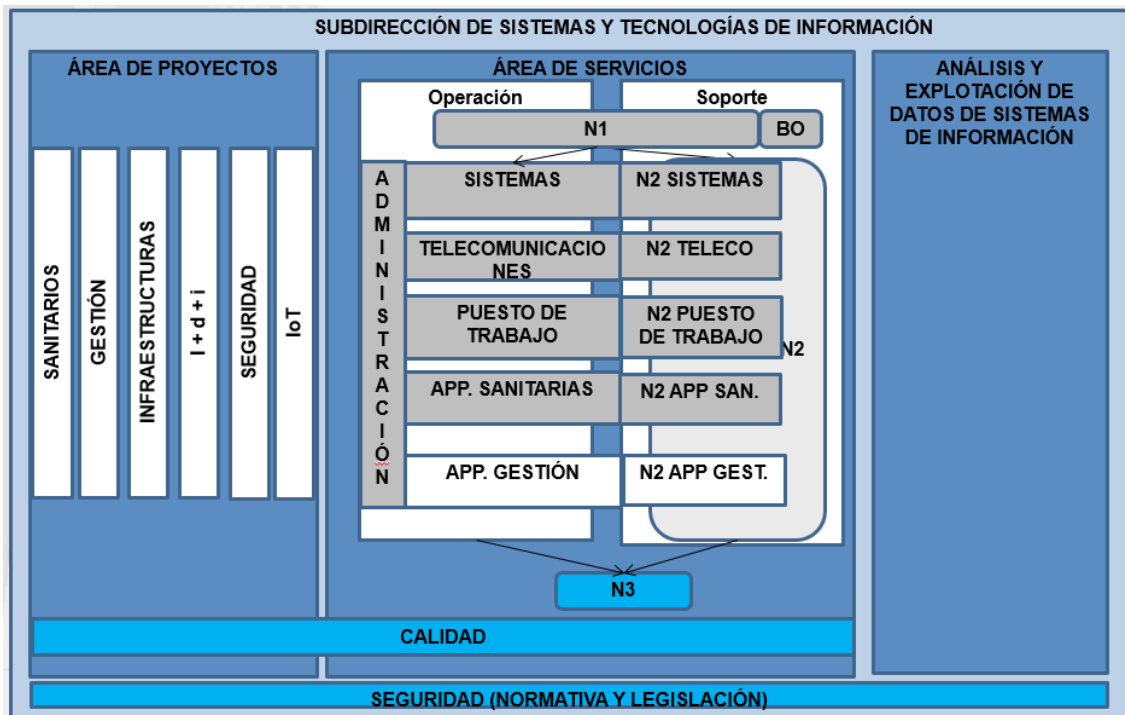 SUBDIRECCIÓN DE SISTEMAS Y TECNOLOGÍAS DE INFORMACIÓN
ÁREA DE PROYECTOS
SANITARIOS
GESTIÓN
INFRAESTRUCTURAS
I + d + i
SEGURIDAD
IoT
ÁREA DE SERVICIOS
Operación
Soporte
N1
BO
ADMINISTRACIÓN
SISTEMAS
N2 SISTEMAS
TELECOMUNICACIO
NES
N2 TELECO
PUESTO DE
TRABAJO
N2 PUESTO
DE TRABAJO
N2
APP. SANITARIAS
N2 APP SAN.
APP. GESTIÓN
N2 APP GEST.
N3
ANÁLISIS Y
EXPLOTACIÓN DE
DATOS DE SISTEMAS
DE INFORMACIÓN
CALIDAD
SEGURIDAD (NORMATIVA Y LEGISLACIÓN)